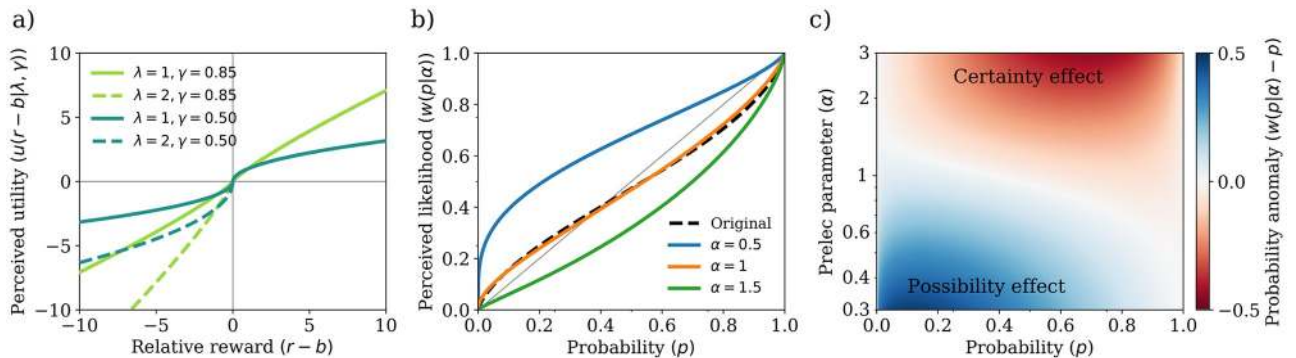 a)
Perceived utility (u(r − b|λ, γ))
10
5
0
−5
−10
λ = 1, γ = 0.85
λ = 2, γ = 0.85
λ = 1, γ = 0.50
λ = 2, γ = 0.50
−10 −5 0 5 10
Relative reward (r − b)
b)
Perceived likelihood (w(p|α))
1.0
0.8
0.6
0.4
0.2
0.0
Original
α = 0.5
α = 1
α = 1.5
0.0 0.2 0.4 0.6 0.8 1.0
Probability (p)
c)
Prelec parameter (α)
3
2
1
0.6
0.4
0.3
Certainty effect
Possibility effect
0.0 0.2 0.4 0.6 0.8 1.0
Probability (p)
0.5
0.0
−0.5
Probability anomaly (w(p|α) − p)